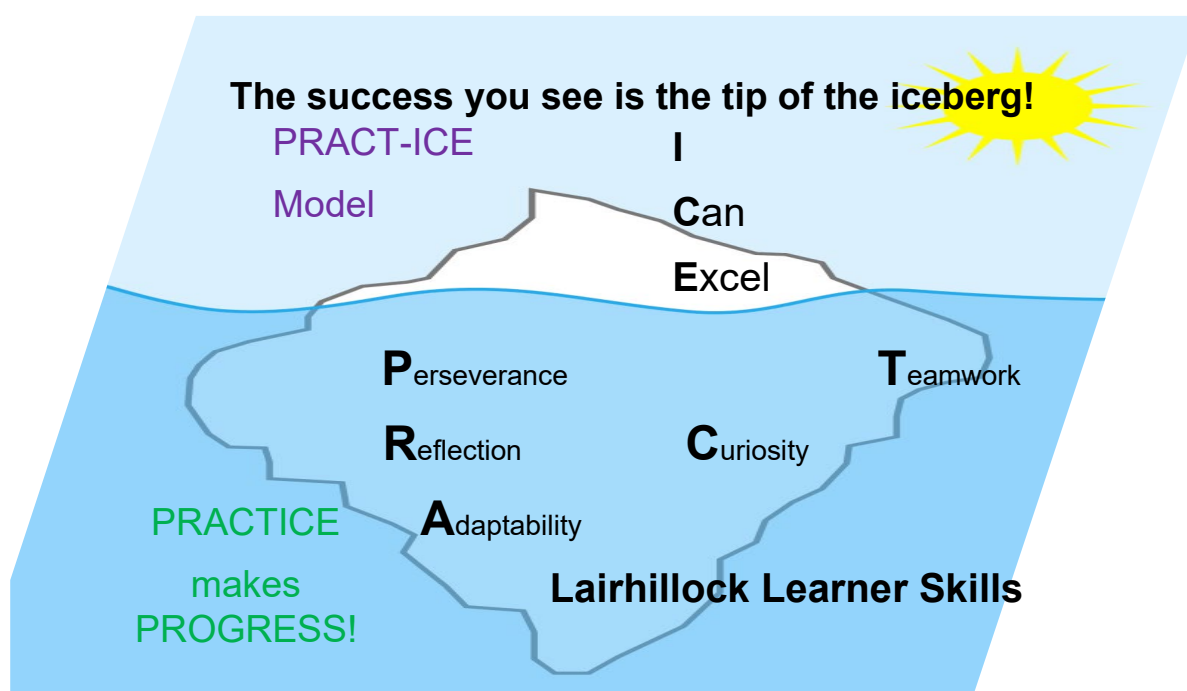 The success you see is the tip of the iceberg!
PRACT-ICE
Model
I
Can
Excel
Perseverance
Teamwork
Reflection
Curiosity
Adaptability
PRACTICE
makes
PROGRESS!
Lairhillock Learner Skills